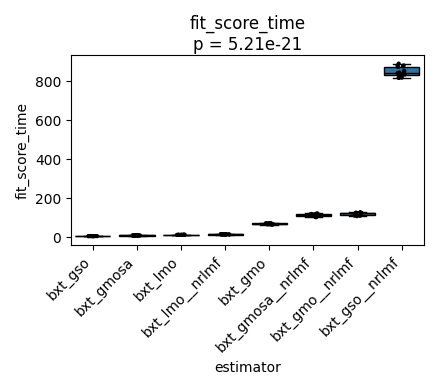 fit_score_time
p = 5.21e-21
fit_score_time
800
600
400
200
0
bxt_gso
bxt_gmosa
bxt_lmo
bxt_lmo__nrlmf
bxt_gmo
bxt_gmosa__nrlmf
bxt_gmo__nrlmf
bxt_gso__nrlmf
estimator